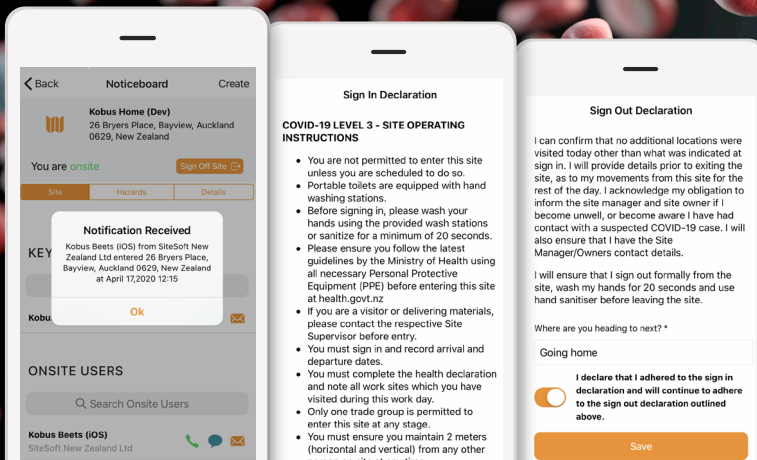 Back
Noticeboard
Create
Kobus Home (Dev)
26 Bryers Place, Bayview, Auckland
0629, New Zealand
You are onsite
Sign Off Site
Site
Hazards
Details
Notification Received
Kobus Beets (iOS) from SiteSoft New
Zealand Ltd entered 26 Bryers Place,
Bayview, Auckland 0629, New Zealand
at April 17,2020 12:15
Ok
KEY
Kobu
ONSITE USERS
Search Onsite Users
Kobus Beets (iOS)
SiteSoft New Zealand Ltd
Sign In Declaration
COVID-19 LEVEL 3 - SITE OPERATING
INSTRUCTIONS
• You are not permitted to enter this site
unless you are scheduled to do so.
• Portable toilets are equipped with hand
washing stations.
• Before signing in, please wash your
hands using the provided wash stations
or sanitize for a minimum of 20 seconds.
• Please ensure you follow the latest
guidelines by the Ministry of Health using
all necessary Personal Protective
Equipment (PPE) before entering this site
at health.govt.nz
• If you are a visitor or delivering materials,
please contact the respective Site
Supervisor before entry.
• You must sign in and record arrival and
departure dates.
• You must complete the health declaration
and note all work sites which you have
visited during this work day.
• Only one trade group is permitted to
enter this site at any stage.
• You must ensure you maintain 2 meters
(horizontal and vertical) from any other
Sign Out Declaration
I can confirm that no additional locations were
visited today other than what was indicated at
sign in. I will provide details prior to exiting the
site, as to my movements from this site for the
rest of the day. I acknowledge my obligation to
inform the site manager and site owner if I
become unwell, or become aware I have had
contact with a suspected COVID-19 case. I will
also ensure that I have the Site
Manager/Owners contact details.
I will ensure that I sign out formally from the
site, wash my hands for 20 seconds and use
hand sanitiser before leaving the site.
Where are you heading to next? *
Going home
I declare that I adhered to the sign in
declaration and will continue to adhere
to the sign out declaration outlined
above.
Save